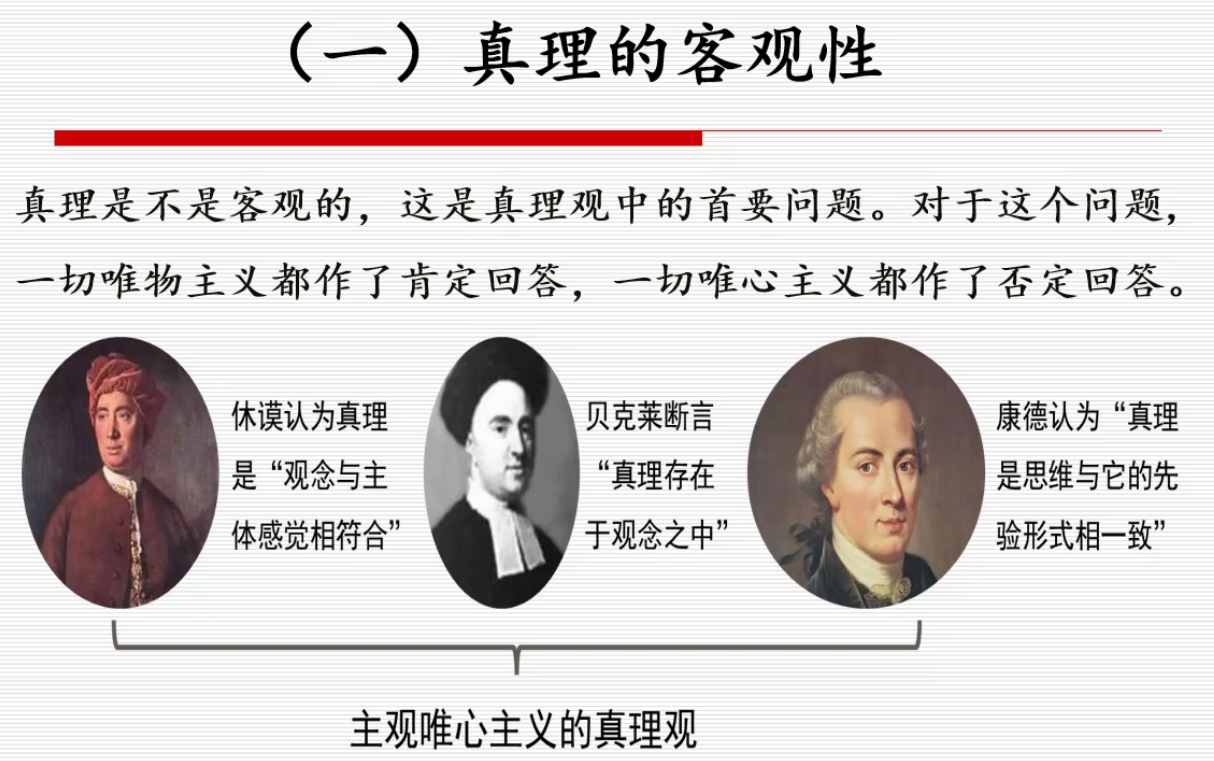 （一）真理的客观性
真理是不是客观的，这是真理观中的首要问题。对于这个问题，
一切唯物主义都作了肯定回答，一切唯心主义都作了否定回答。
休谟认为真理
是“观念与主
体感觉相符合”
贝克莱断言
“真理存在
于观念之中”
康德认为“真理
是思维与它的先
验形式相一致”
主观唯心主义的真理观